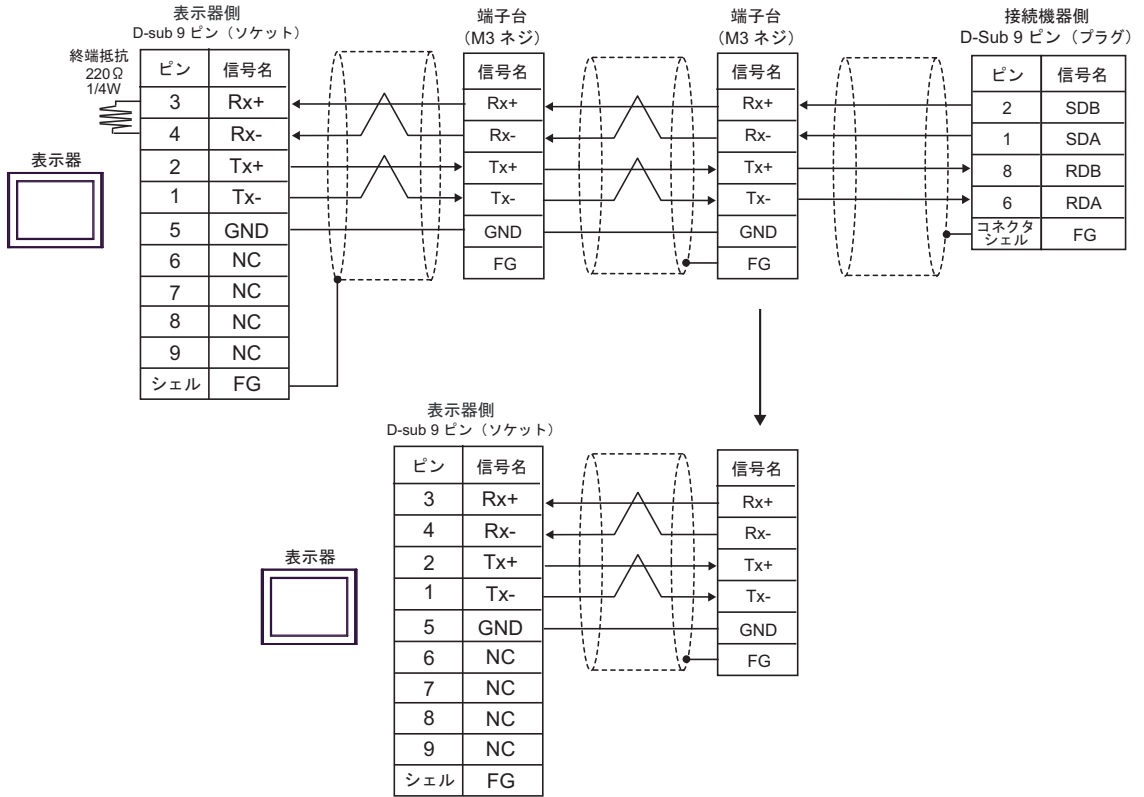 表示器側
D-sub 9 ピン（ソケット）
終端抵抗
220Ω
1/4W
表示器
ピン 信号名
3 Rx+
4 Rx-
2 Tx+
1 Tx-
5 GND
6 NC
7 NC
8 NC
9 NC
シェル FG
端子台
（M3 ネジ）
信号名
Rx+
Rx-
Tx+
Tx-
GND
FG
端子台
（M3 ネジ）
信号名
Rx+
Rx-
Tx+
Tx-
GND
FG
接続機器側
D-Sub 9 ピン（プラグ）
ピン 信号名
2 SDB
1 SDA
8 RDB
6 RDA
コネクタ
シェル FG
表示器側
D-sub 9 ピン（ソケット）
表示器
ピン 信号名
3 Rx+
4 Rx-
2 Tx+
1 Tx-
5 GND
6 NC
7 NC
8 NC
9 NC
シェル FG
信号名
Rx+
Rx-
Tx+
Tx-
GND
FG